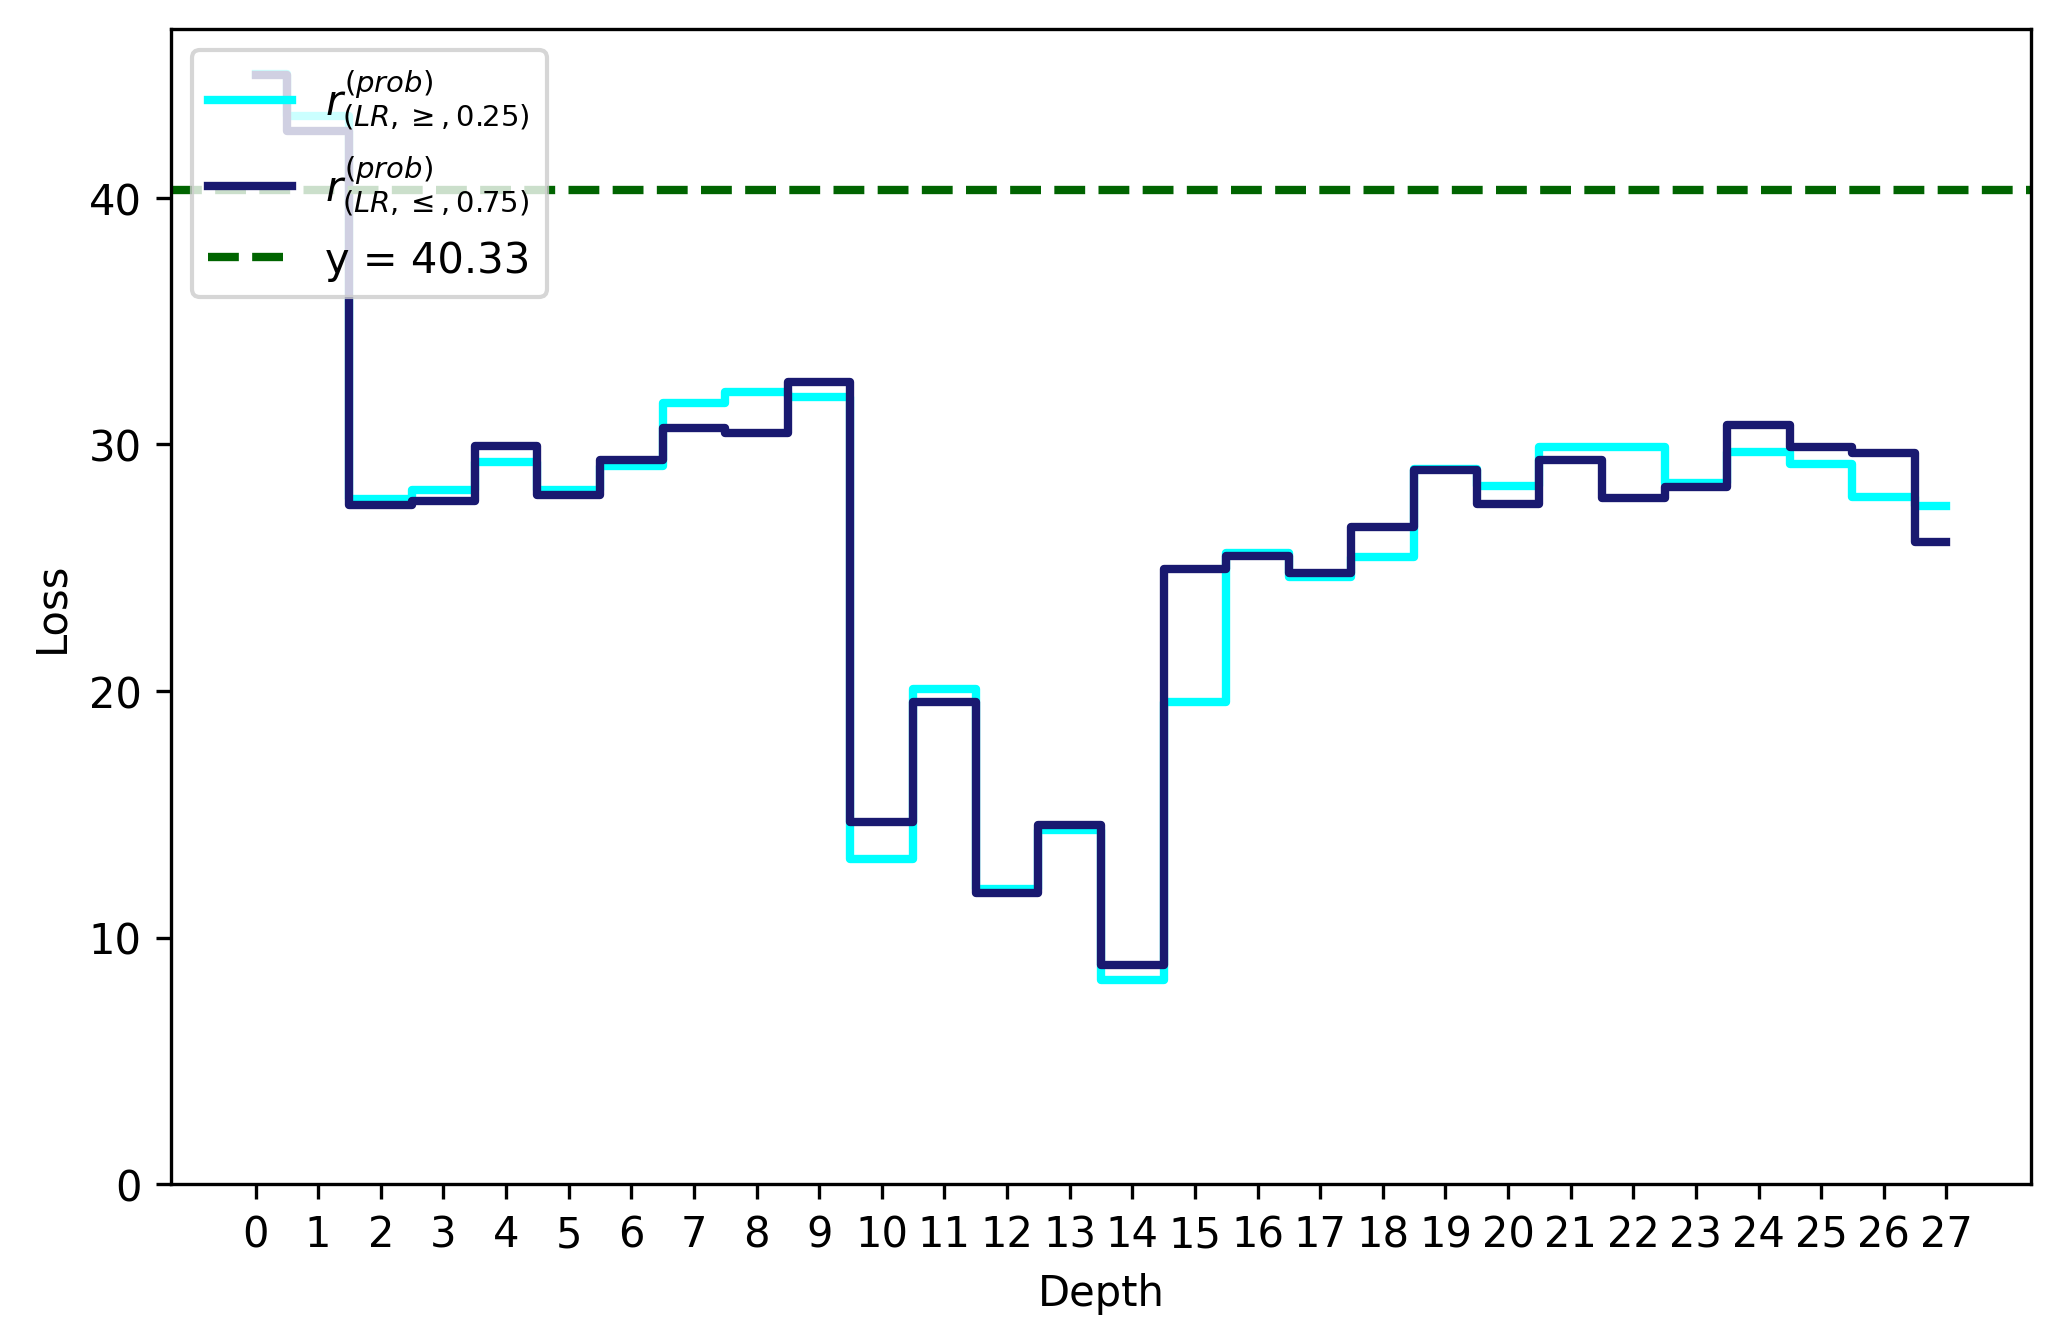 r^{(prob)}_{(LR, ≥, 0.25)}
r^{(prob)}_{(LR, ≤, 0.75)}
y = 40.33
40
30
20
10
0
Loss
0 1 2 3 4 5 6 7 8 9 10 11 12 13 14 15 16 17 18 19 20 21 22 23 24 25 26 27
Depth